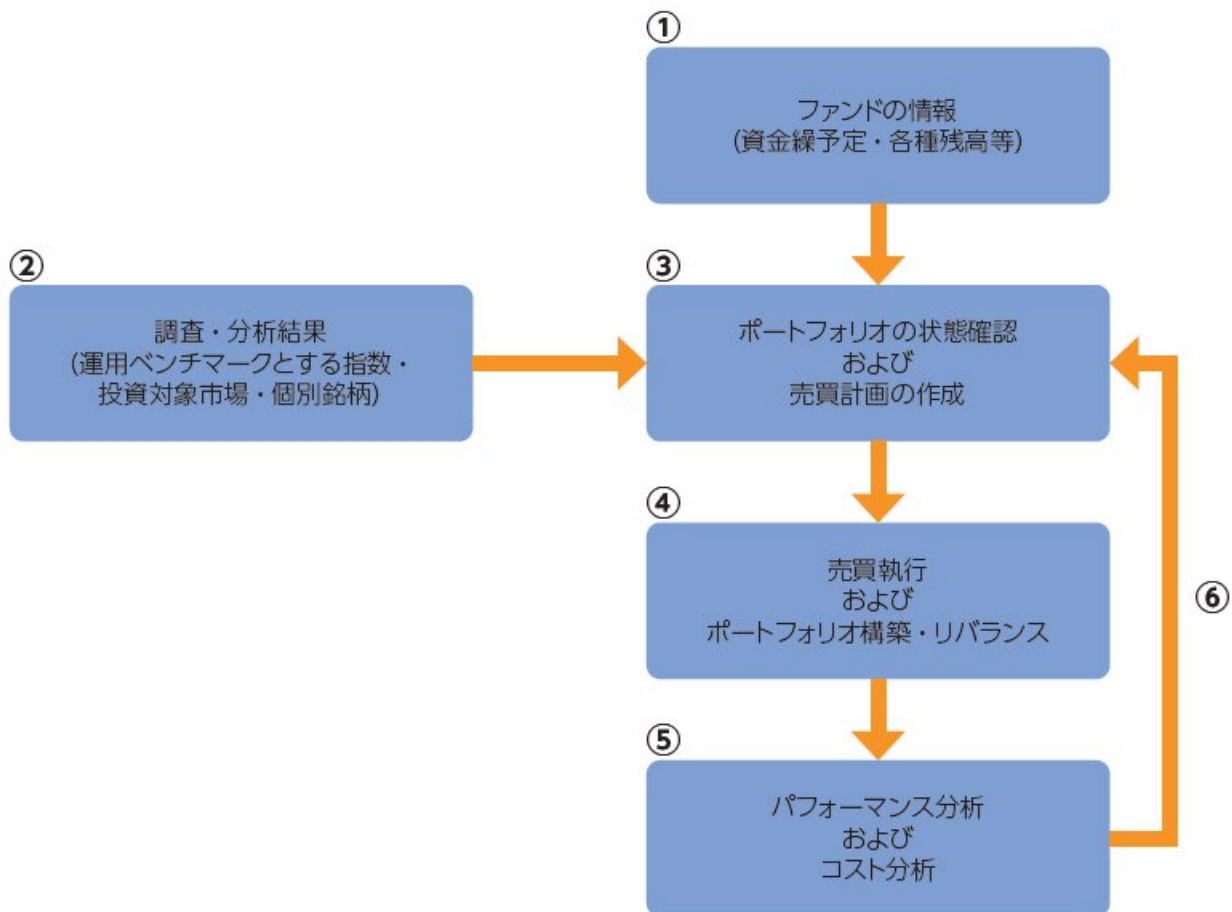 ①
ファンドの情報
(資金繰予定・各種残高等)
②
調査・分析結果
(運用ベンチマークとする指数・
投資対象市場・個別銘柄)
③
ポートフォリオの状態確認
および
売買計画の作成
④
売買執行
および
ポートフォリオ構築・リバランス
⑥
⑤
パフォーマンス分析
および
コスト分析